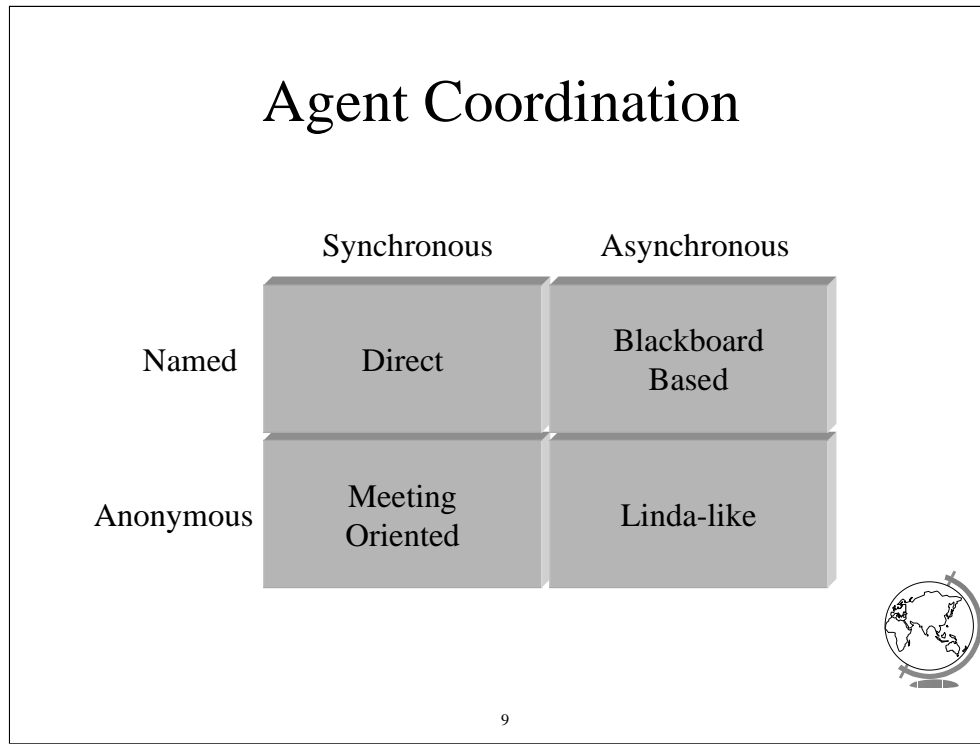 Agent Coordination
Synchronous Asynchronous
Named
Direct
Blackboard
Based
Anonymous
Meeting
Oriented
Linda-like
9